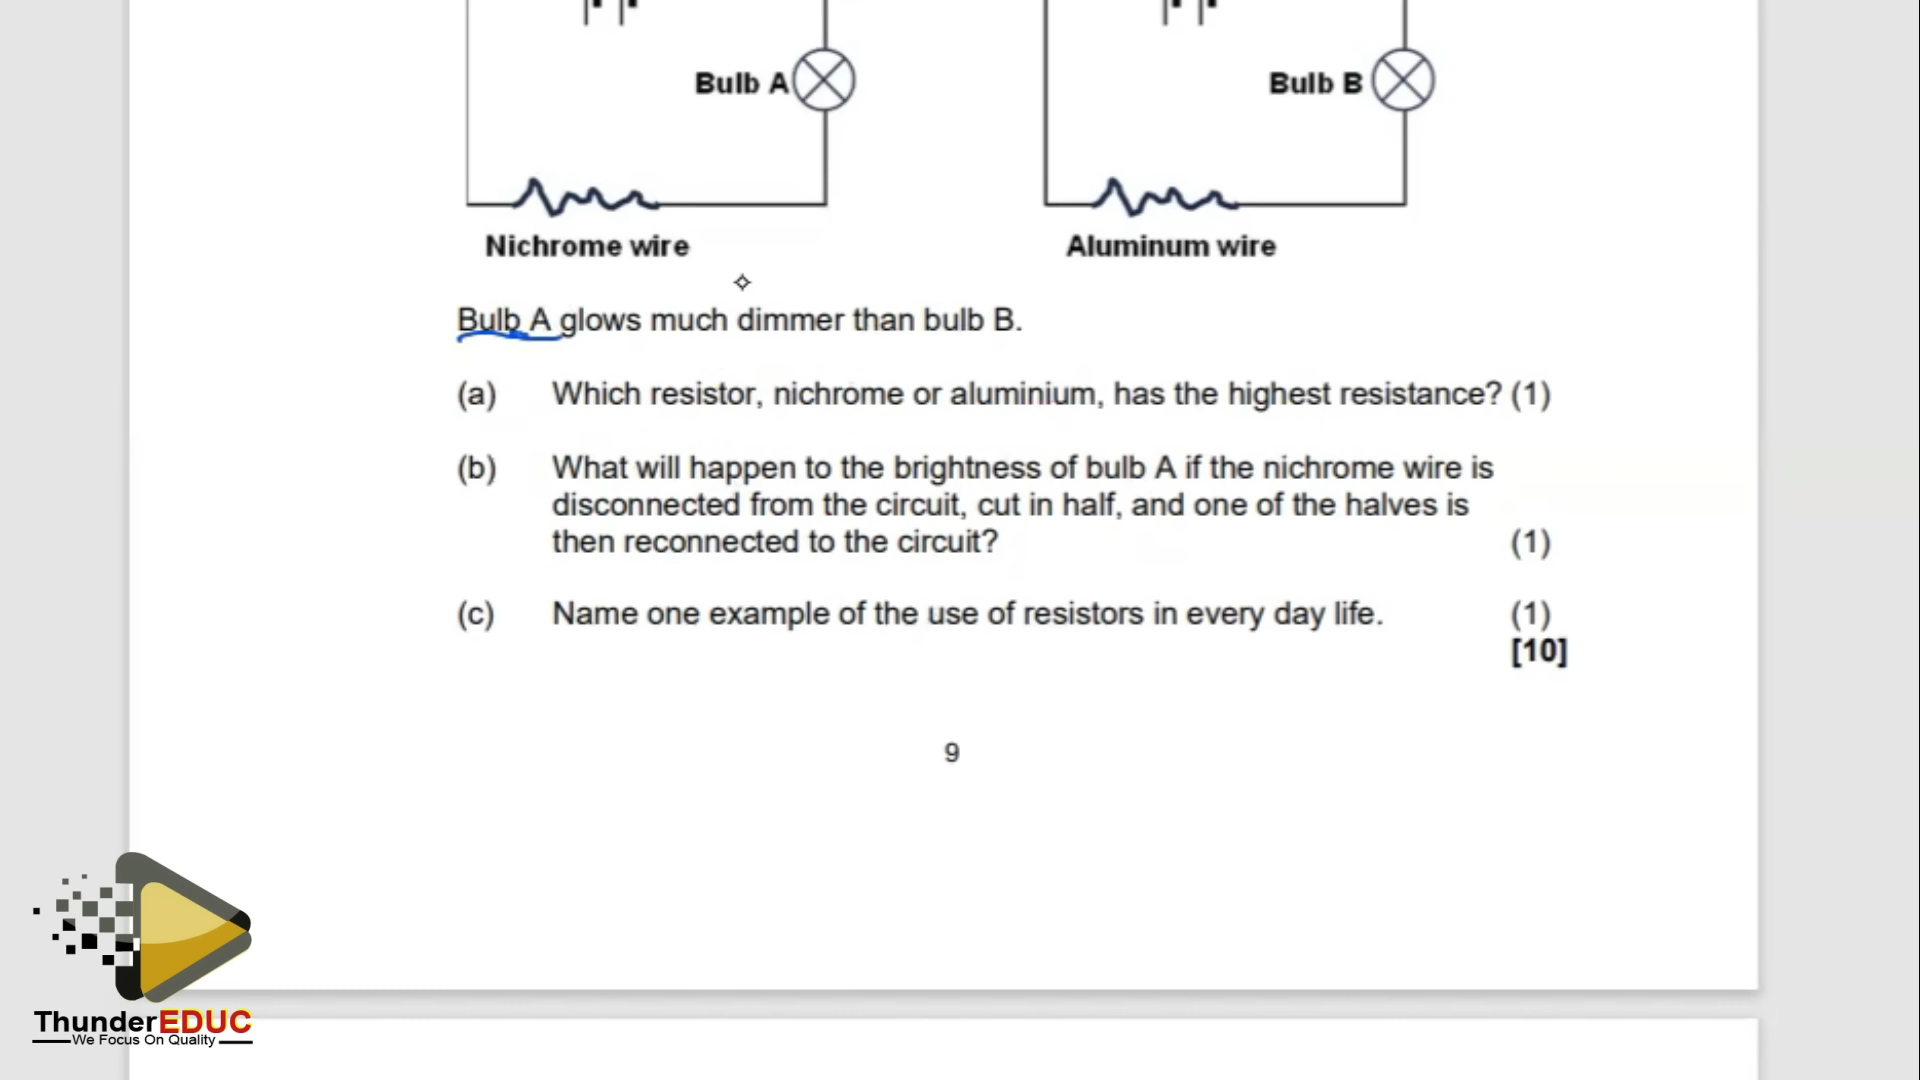 Bulb A
Bulb B
Nichrome wire
Aluminum wire
Bulb A glows much dimmer than bulb B.
(a) Which resistor, nichrome or aluminium, has the highest resistance? (1)
(b) What will happen to the brightness of bulb A if the nichrome wire is
disconnected from the circuit, cut in half, and one of the halves is
then reconnected to the circuit? (1)
(c) Name one example of the use of resistors in every day life. (1)
[10]
9
ThunderEDUC
We Focus On Quality